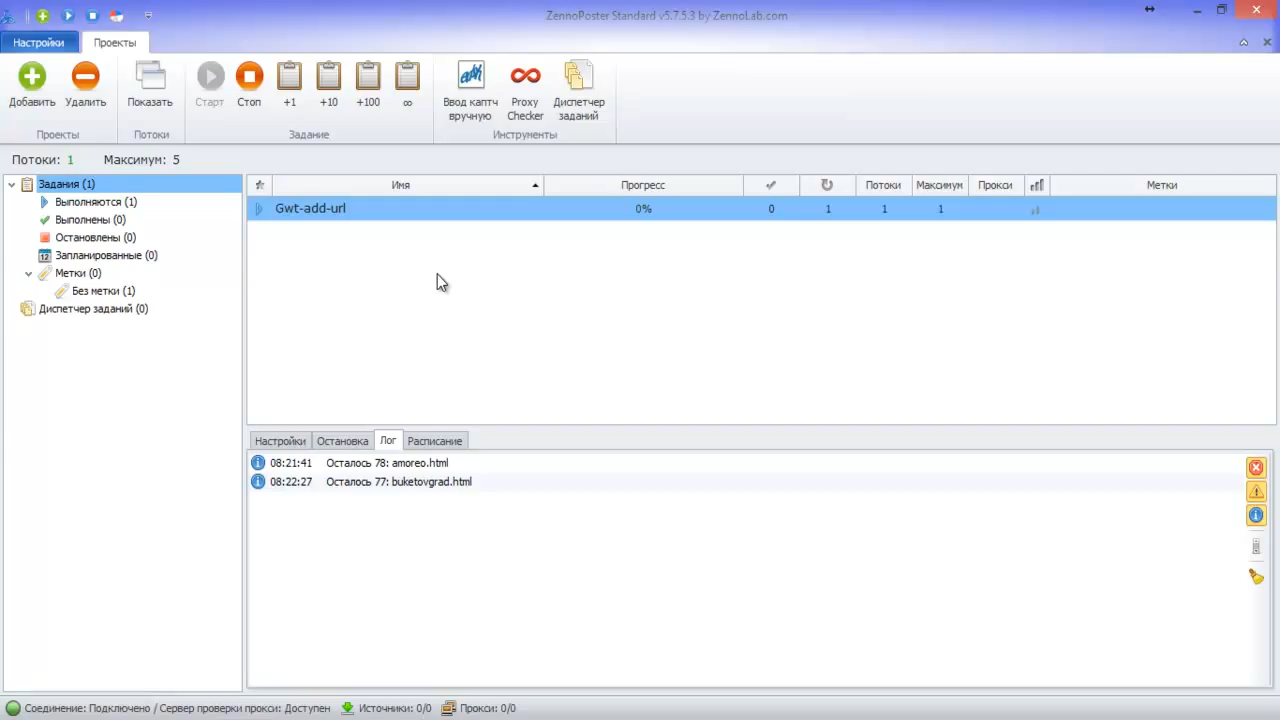 ZennoPoster Standard v5.7.5.3 by ZennoLab.com
Настройки Проекты
Добавить Удалить Показать Старт Стоп +1 +10 +100 ∞ Ввод каптч вручную Proxy Checker Диспетчер заданий
Проекты Потоки Задание Инструменты
Потоки: 1 Максимум: 5
Задания (1)
Выполняются (1)
Выполнены (0)
Остановлены (0)
12 Запланированные (0)
Метки (0)
Без метки (1)
Диспетчер заданий (0)
Имя Прогресс Потоки Максимум Прокси Метки
Gwt-add-url 0% 0 1 1 1
Настройки Остановка Лог Расписание
08:21:41 Осталось 78: amoreo.html
08:22:27 Осталось 77: buketovgrad.html
Соединение: Подключено / Сервер проверки прокси: Доступен Источники: 0/0 Прокси: 0/0